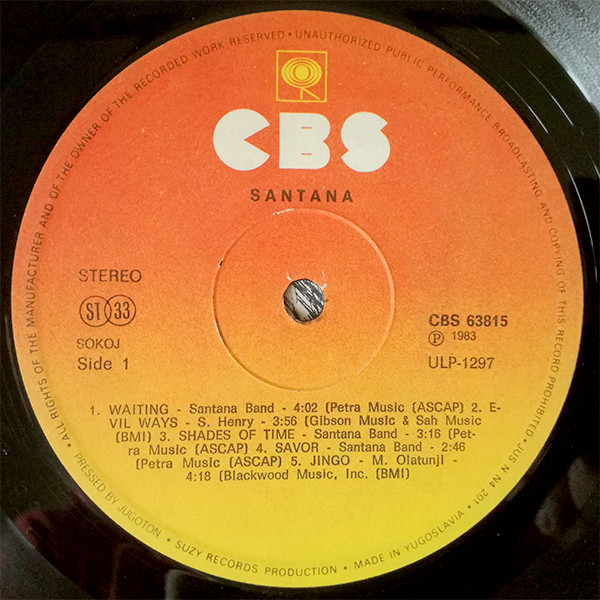 • ALL RIGHTS OF THE MANUFACTURER AND OF THE OWNER OF THE RECORDED WORK RESERVED • UNAUTHORIZED PUBLIC PERFORMANCE BROADCASTING AND COPYING OF THIS RECORD PROHIBITED • JUS N N4 201
CBS
SANTANA
STEREO
ST 33
SOKOJ
Side 1
CBS 63815
Ⓟ 1983
ULP-1297
1. WAITING - Santana Band - 4:02 (Petra Music (ASCAP) 2. E-
VIL WAYS - S. Henry - 3:56 (Gibson Music & Sah Music
(BMI) 3. SHADES OF TIME - Santana Band - 3:16 (Pet-
ra Music (ASCAP) 4. SAVOR - Santana Band - 2:46
(Petra Music (ASCAP) 5. JINGO - M. Olatunji -
4:18 (Blackwood Music, Inc. (BMI)
• PRESSED BY JUGOTON • SUZY RECORDS PRODUCTION • MADE IN YUGOSLAVIA •